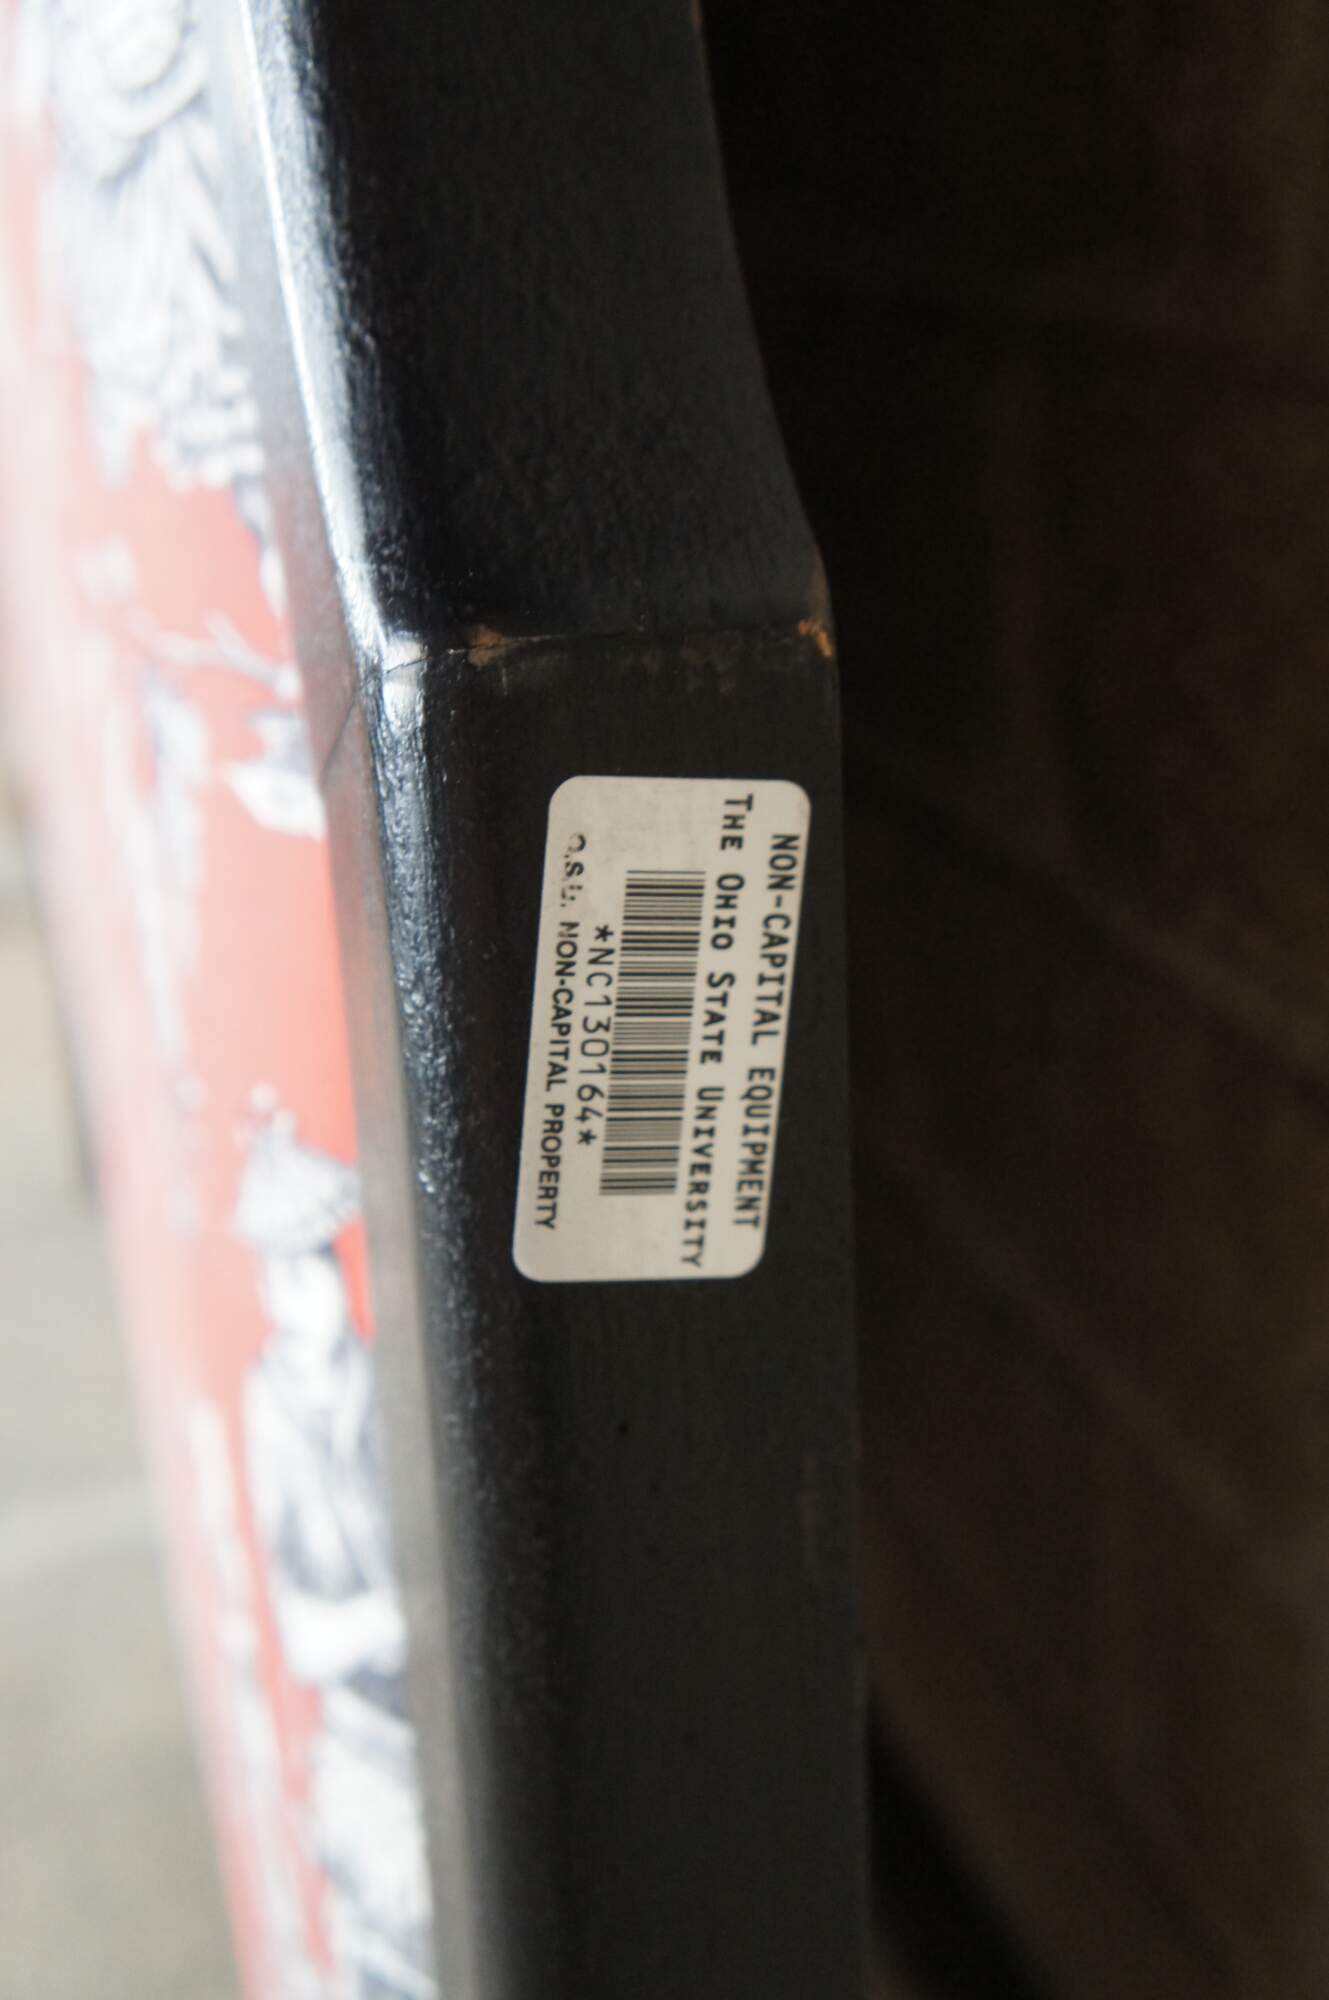 NON-CAPITAL EQUIPMENT
THE OHIO STATE UNIVERSITY
*NC130164*
O.S.U. NON-CAPITAL PROPERTY